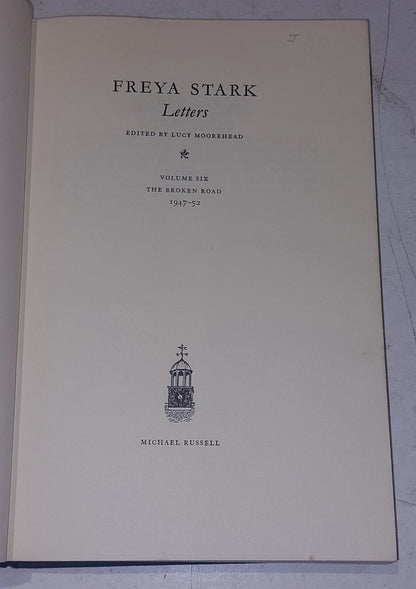 J
FREYA STARK
Letters
EDITED BY LUCY MOOREHEAD
VOLUME SIX
THE BROKEN ROAD
1947–52
MICHAEL RUSSELL